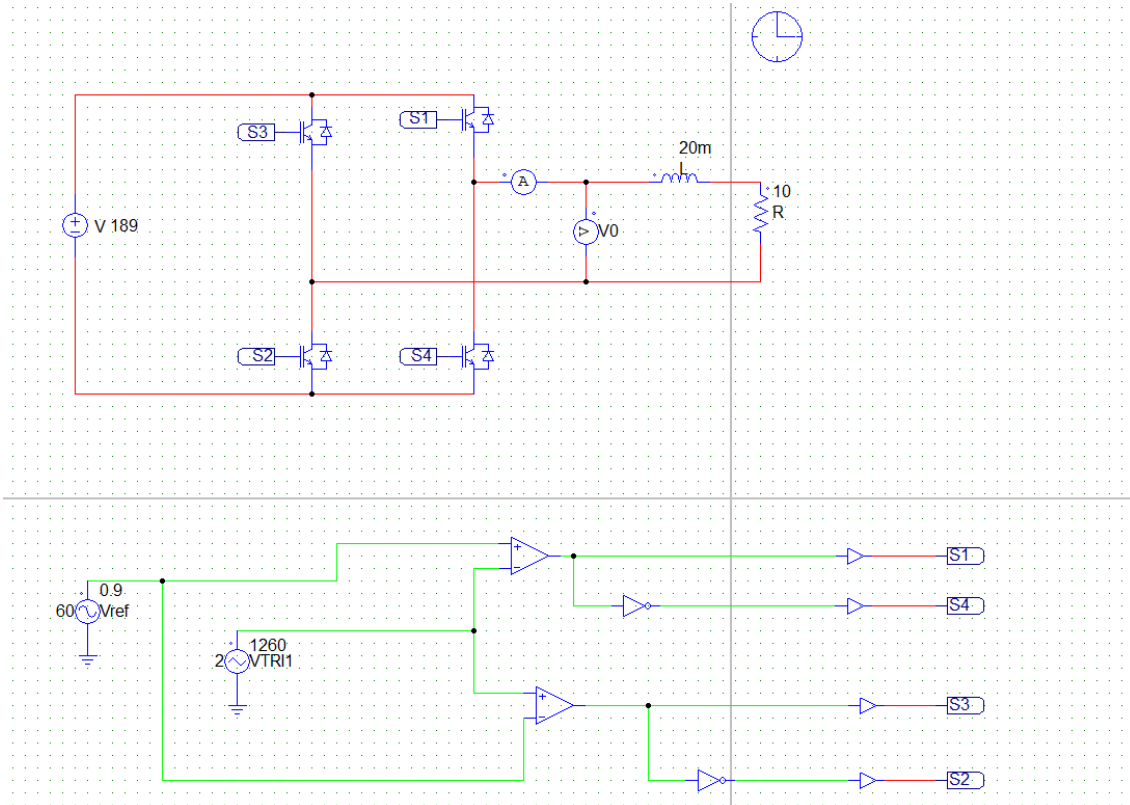 S3
S1
20m
L
A
10
R
V 189
V0
S2
S4
0.9
60 Vref
1260
2 VTRI1
S1
S4
S3
S2